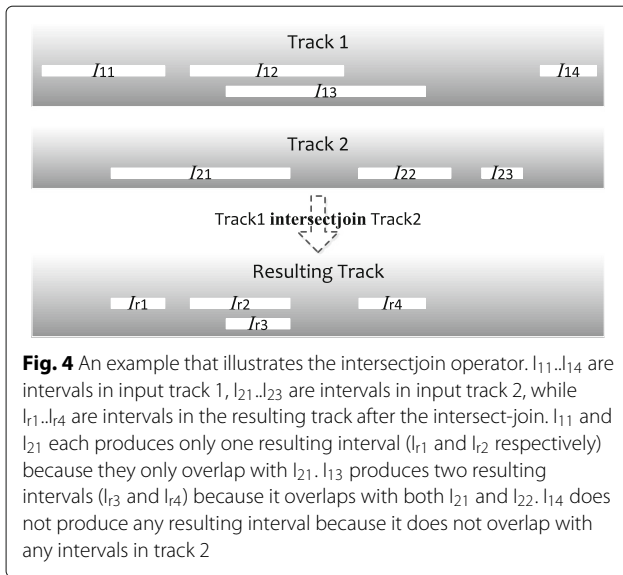 Track 1
I11 I12 I14
I13
Track 2
I21 I22 I23
Track1 intersectjoin Track2
Resulting Track
Ir1 Ir2 Ir4
Ir3
Fig. 4 An example that illustrates the intersectjoin operator. I11..I14 are
intervals in input track 1, I21..I23 are intervals in input track 2, while
Ir1..Ir4 are intervals in the resulting track after the intersect-join. I11 and
I21 each produces only one resulting interval (Ir1 and Ir2 respectively)
because they only overlap with I21. I13 produces two resulting
intervals (Ir3 and Ir4) because it overlaps with both I21 and I22. I14 does
not produce any resulting interval because it does not overlap with
any intervals in track 2